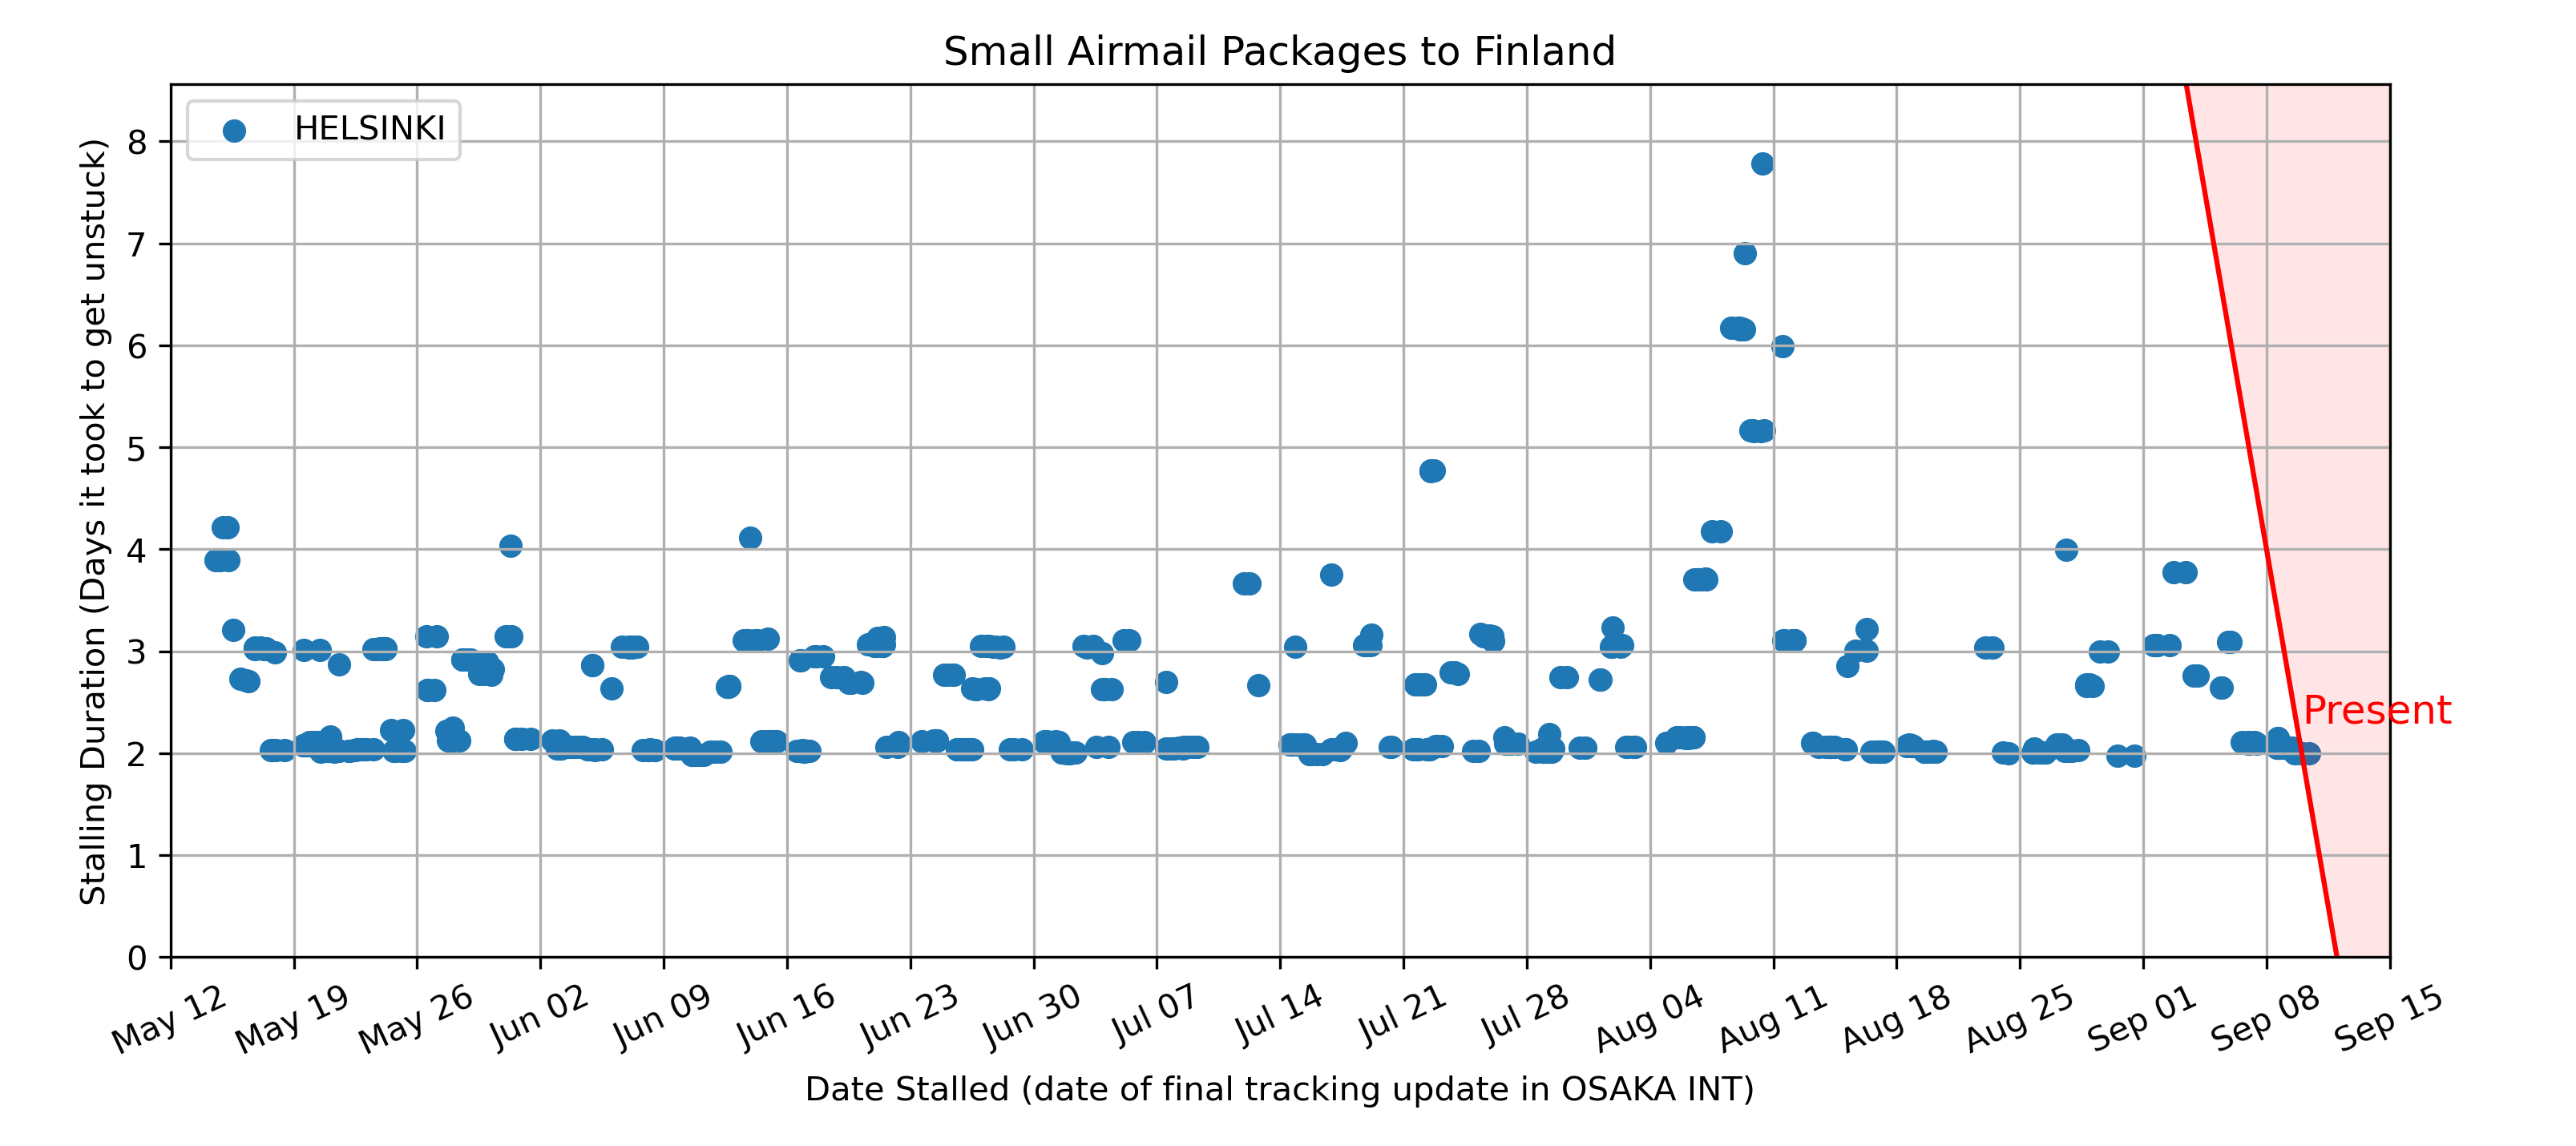 Small Airmail Packages to Finland
HELSINKI
Stalling Duration (Days it took to get unstuck)
8
7
6
5
4
3
2
1
0
Present
May 12
May 19
May 26
Jun 02
Jun 09
Jun 16
Jun 23
Jun 30
Jul 07
Jul 14
Jul 21
Jul 28
Aug 04
Aug 11
Aug 18
Aug 25
Sep 01
Sep 08
Sep 15
Date Stalled (date of final tracking update in OSAKA INT)